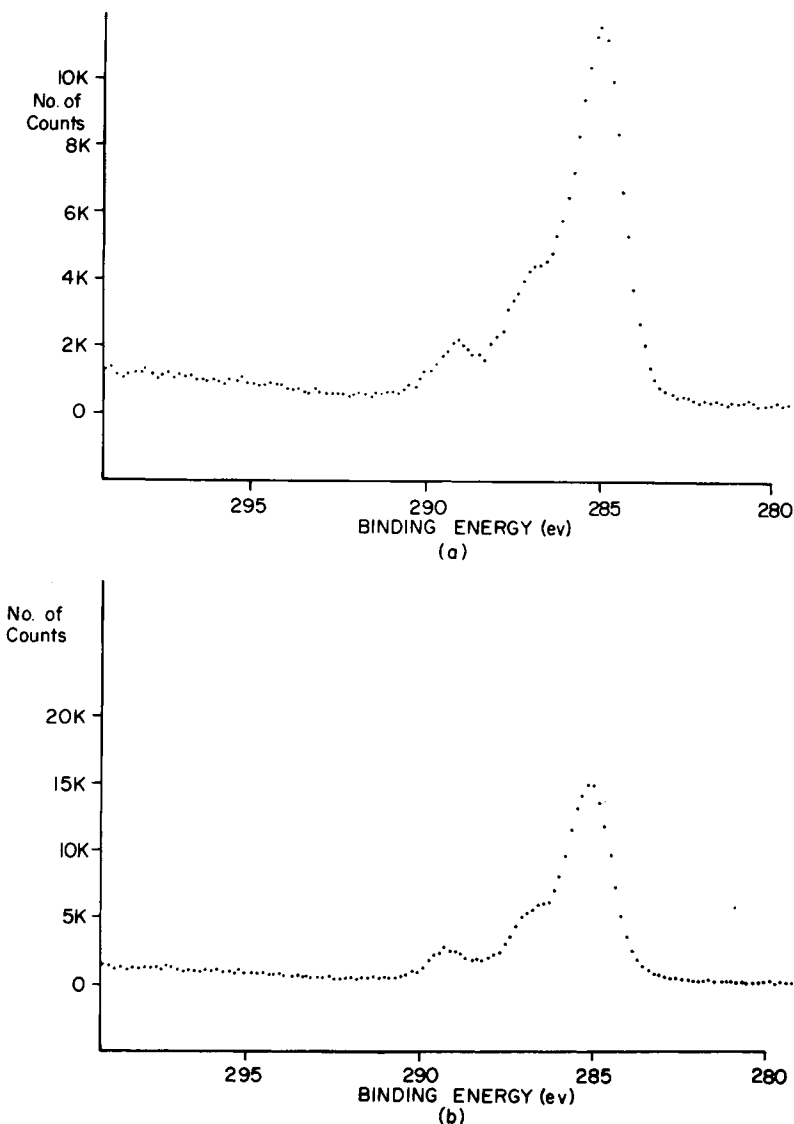 10K
No. of
Counts
8K
6K
4K
2K
0
295 290 285 280
BINDING ENERGY (ev)
(a)
No. of
Counts
20K
15K
10K
5K
0
295 290 285 280
BINDING ENERGY (ev)
(b)